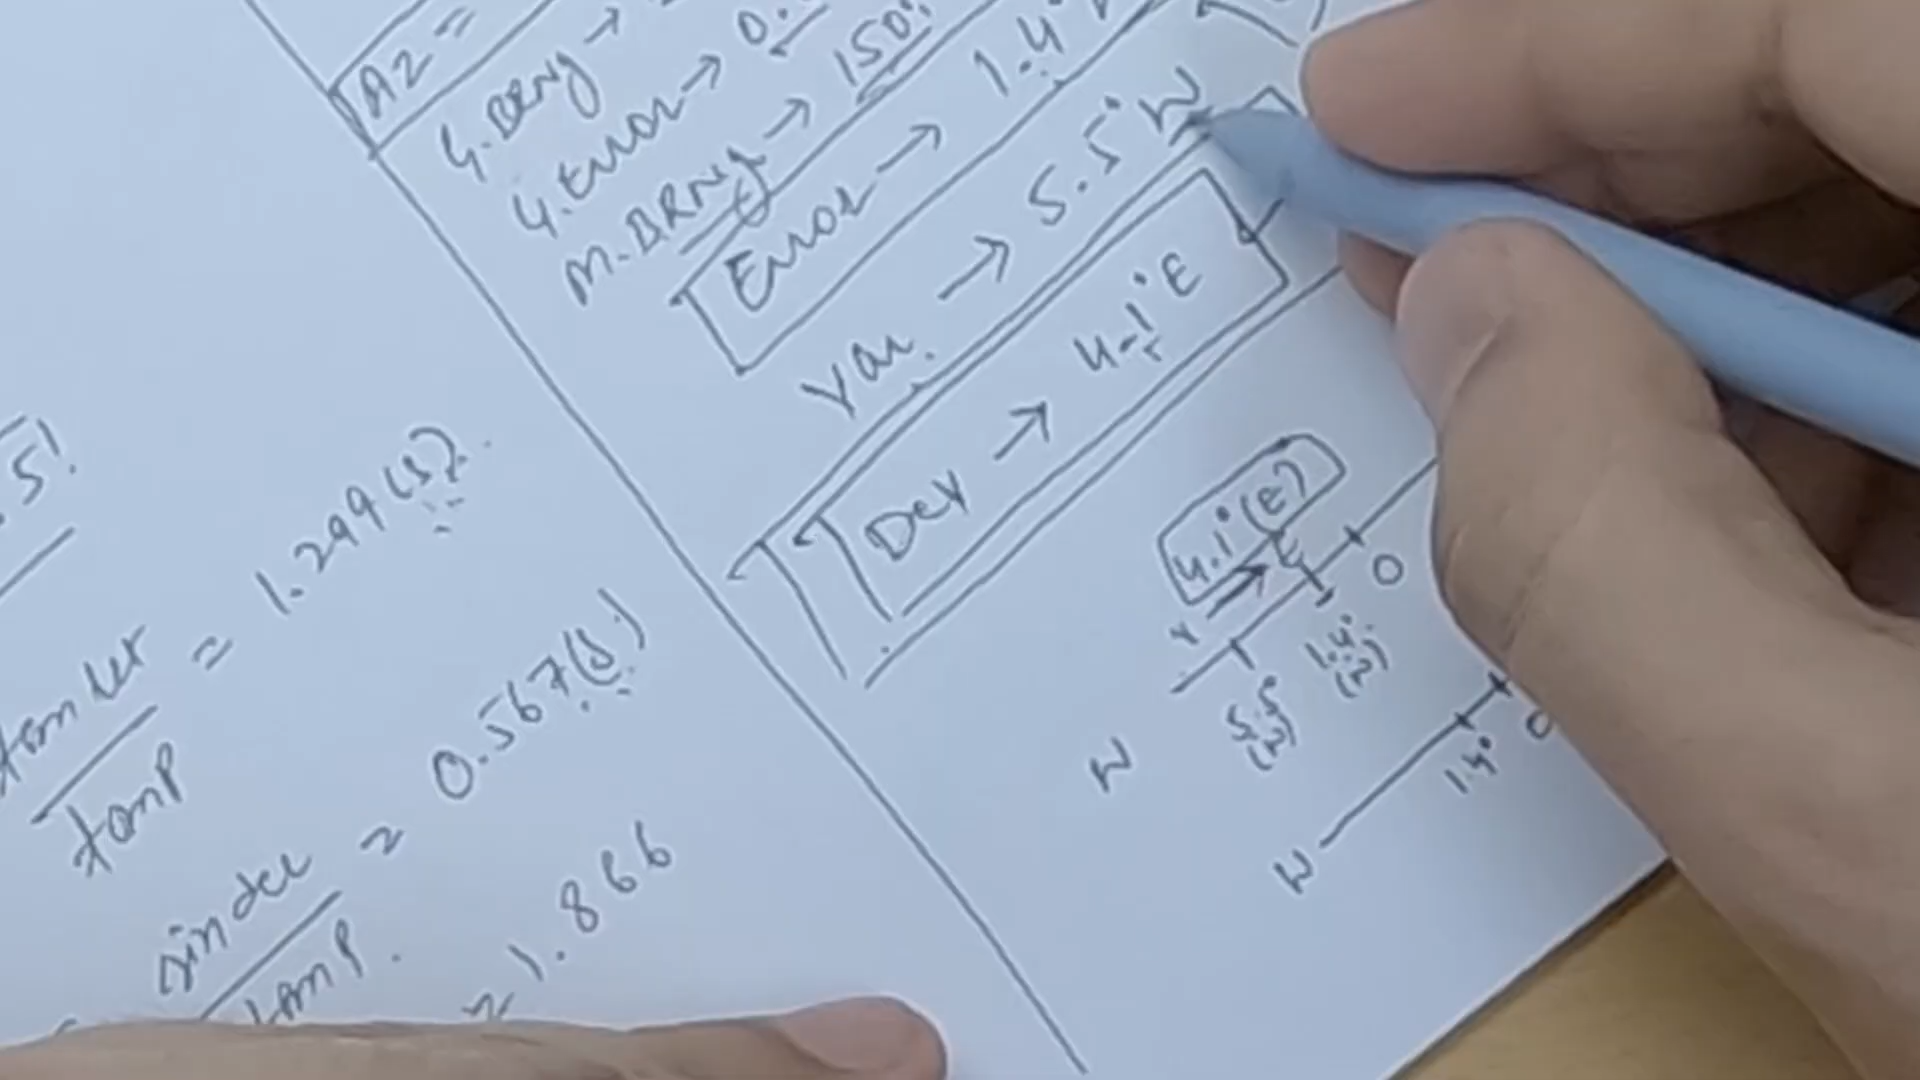 AZ =
G. BRNG →
G. Error → 0.
M. BRNG → 150°
Error → 1.4°
Var. → 5.5° W
Dev → 4.1° E
4.1° (E)
0
1.4°
5.5°
W
0
1.4°
W
.5'
tan Lat / tan P = 1.299 (S)
sin dec / tan P. = 0.567 (S)
= 1.866